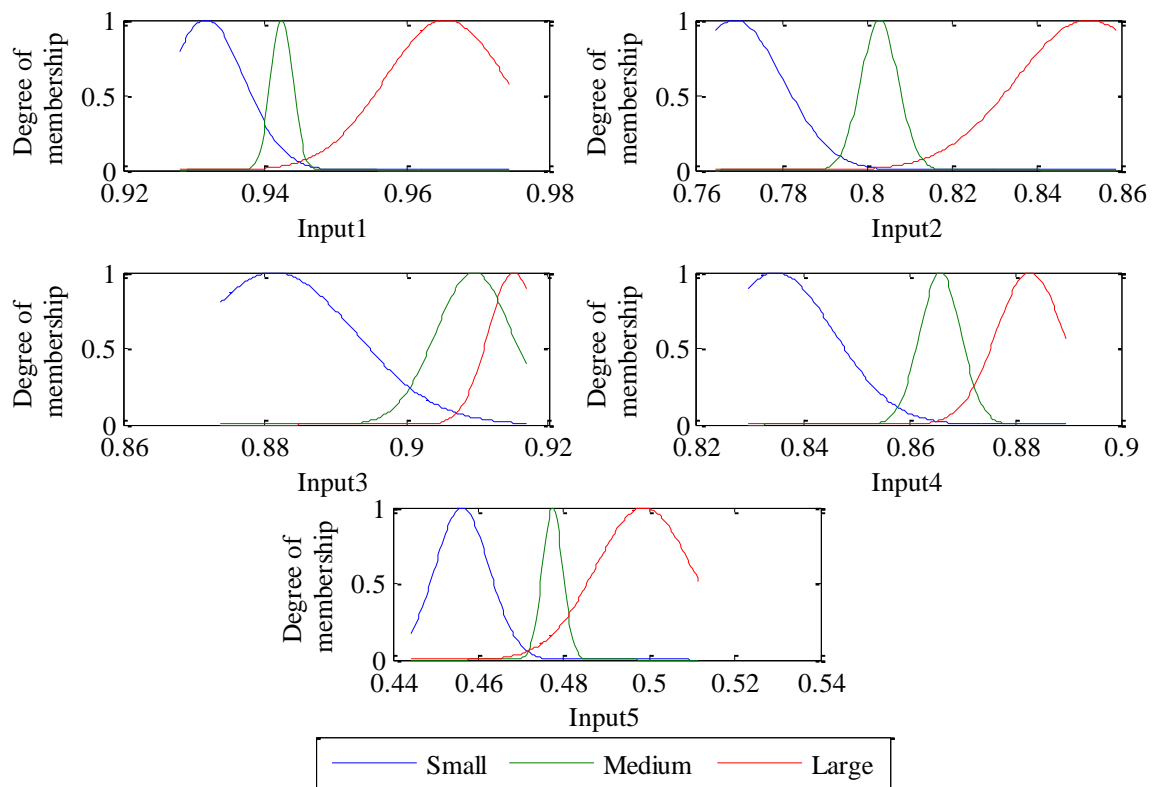 1
0.5
0
Degree of
membership
0.92 0.94 0.96 0.98
Input1
1
0.5
0
Degree of
membership
0.76 0.78 0.8 0.82 0.84 0.86
Input2
1
0.5
0
Degree of
membership
0.86 0.88 0.9 0.92
Input3
1
0.5
0
Degree of
membership
0.82 0.84 0.86 0.88 0.9
Input4
1
0.5
0
Degree of
membership
0.44 0.46 0.48 0.5 0.52 0.54
Input5
Small Medium Large